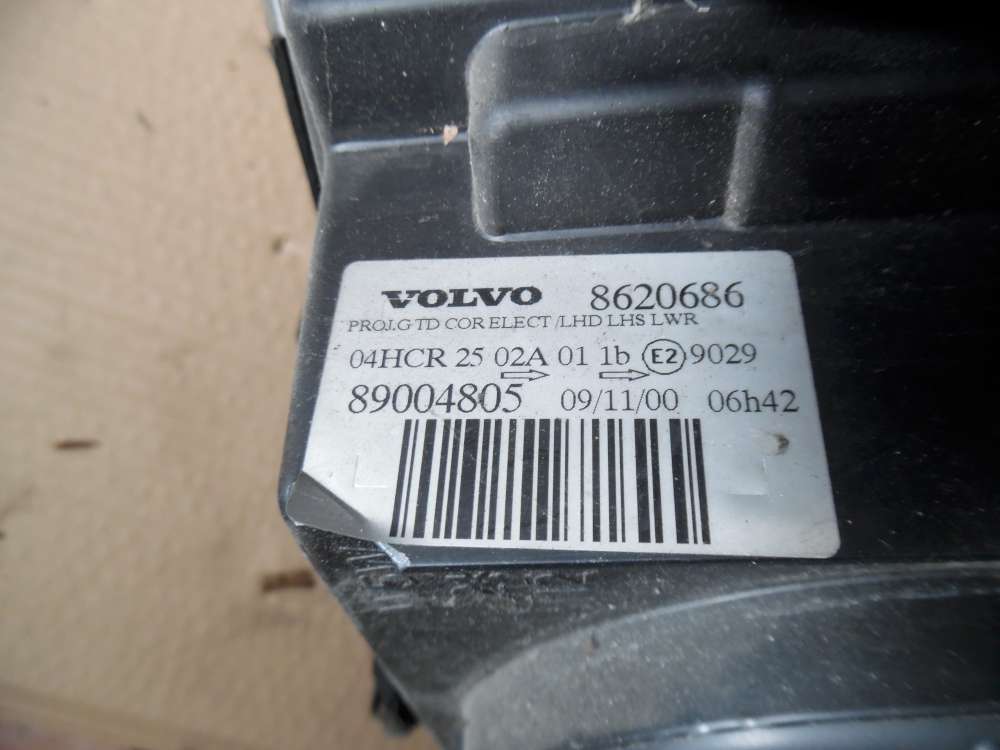 VOLVO 8620686
PROJ.G TD COR ELECT /LHD LHS LWR
04HCR 25 02A 01 1b E2 9029
89004805 09/11/00 06h42